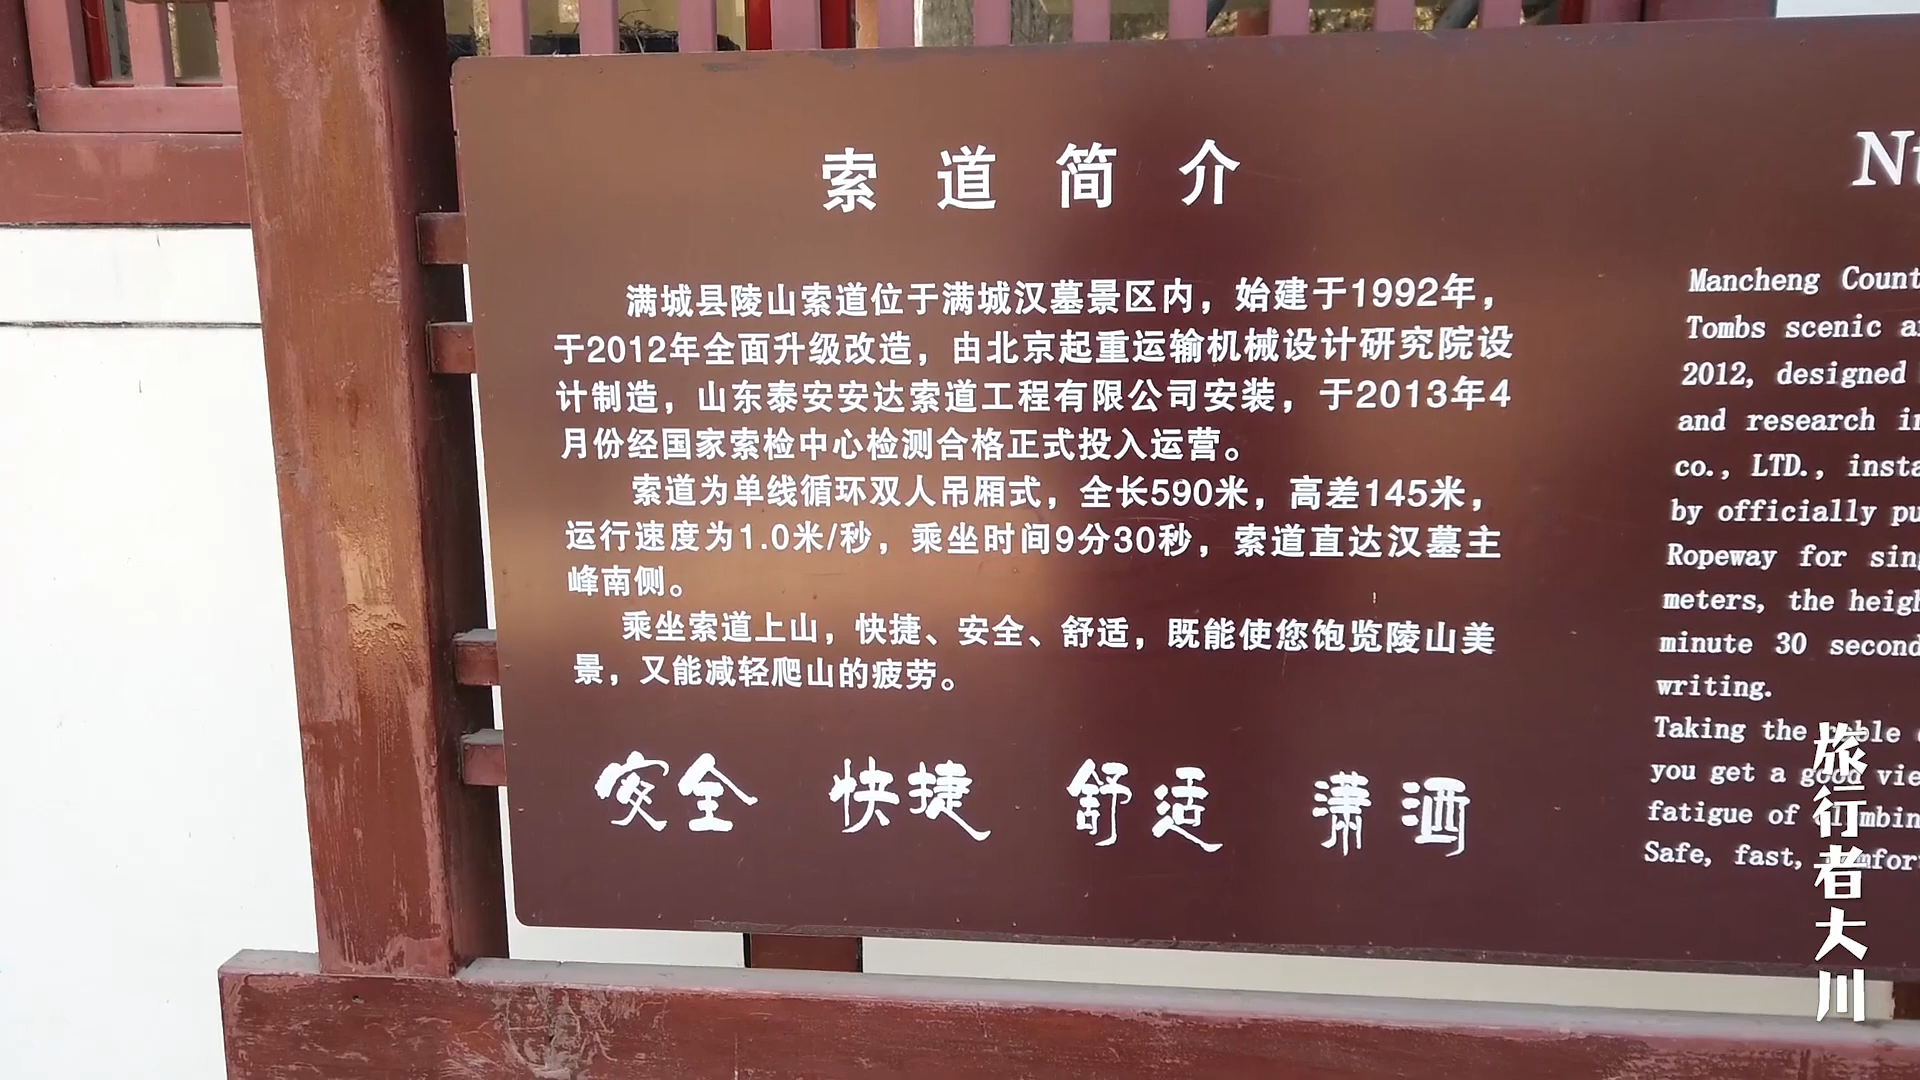 索道简介
满城县陵山索道位于满城汉墓景区内，始建于1992年，
于2012年全面升级改造，由北京起重运输机械设计研究院设
计制造，山东泰安安达索道工程有限公司安装，于2013年4
月份经国家索检中心检测合格正式投入运营。
索道为单线循环双人吊厢式，全长590米，高差145米，
运行速度为1.0米/秒，乘坐时间9分30秒，索道直达汉墓主
峰南侧。
乘坐索道上山，快捷、安全、舒适，既能使您饱览陵山美
景，又能减轻爬山的疲劳。
安全 快捷 舒适 潇洒
Mancheng
Tombs scenic
2012, designed
and research
co., LTD.,
by officially
Ropeway for
meters, the
minute 30
writing.
Taking the
you get a good
fatigue of
Safe, fast,
旅行者大川